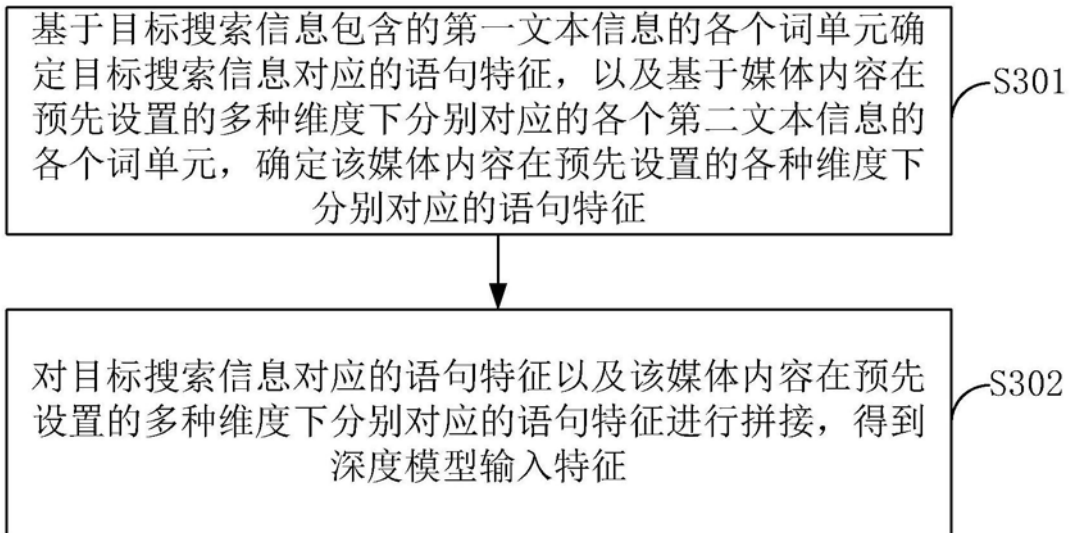 基于目标搜索信息包含的第一文本信息的各个词单元确
定目标搜索信息对应的语句特征，以及基于媒体内容在
预先设置的多种维度下分别对应的各个第二文本信息的
各个词单元，确定该媒体内容在预先设置的各种维度下
分别对应的语句特征
S301
对目标搜索信息对应的语句特征以及该媒体内容在预先
设置的多种维度下分别对应的语句特征进行拼接，得到
深度模型输入特征
S302